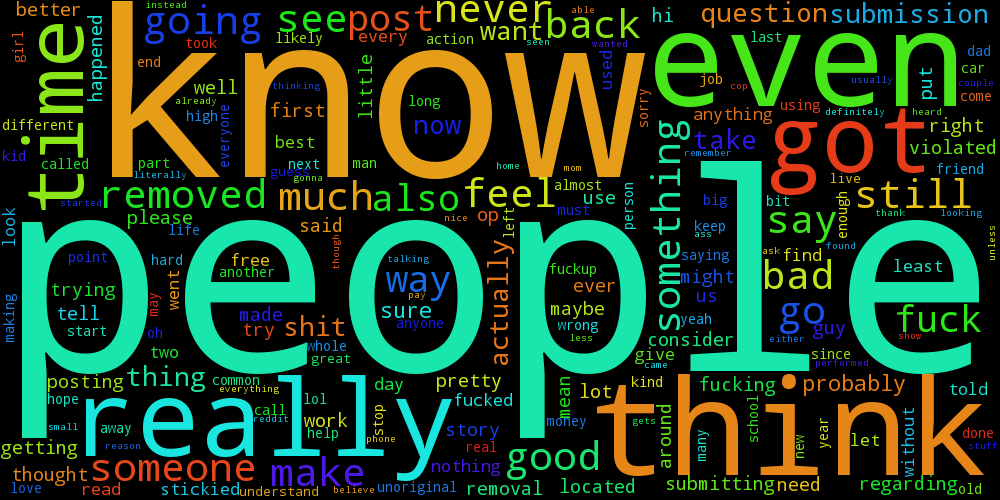 better
instead
going
see
post
never
able
hi
question
submission
girl
time
happened
took
likely
every
action
want
back
seen
wanted
last
dad
end
know
even
job
cop
usually
car
couple
well
thinking
little
used
put
come
already
different
high
everyone
first
long
now
sorry
anything
using
definitely
heard
kid
called
part
best
got
right
literally
guess
next
man
home
mom
take
violated
gonna
remember
friend
started
removed
much
also
feel
almost
use
person
something
big
bit
live
still
look
please
said
op
nice
left
must
keep
ass
say
enough
thank
looking
life
though
saying
ask
find
found
unless
point
hard
free
talking
fuckup
another
way
ever
might
bad
least
trying
may
went
pay
sure
actually
maybe
us
people
making
tell
made
anyone
go
start
try
shit
wrong
yeah
guy
fuck
oh
less
consider
either
show
two
whole
great
give
since
came
performed
posting
thing
common
everything
day
pretty
mean
lot
kind
fucking
probably
told
hope
really
call
lol
fucked
think
small
away
reddit
work
stop
story
money
gets
around
school
new
year
without
getting
reason
help
phone
real
good
many
let
done
stuff
thought
someone
make
nothing
love
read
stickied
understand
believe
unoriginal
removal
located
submitting
need
regarding
old